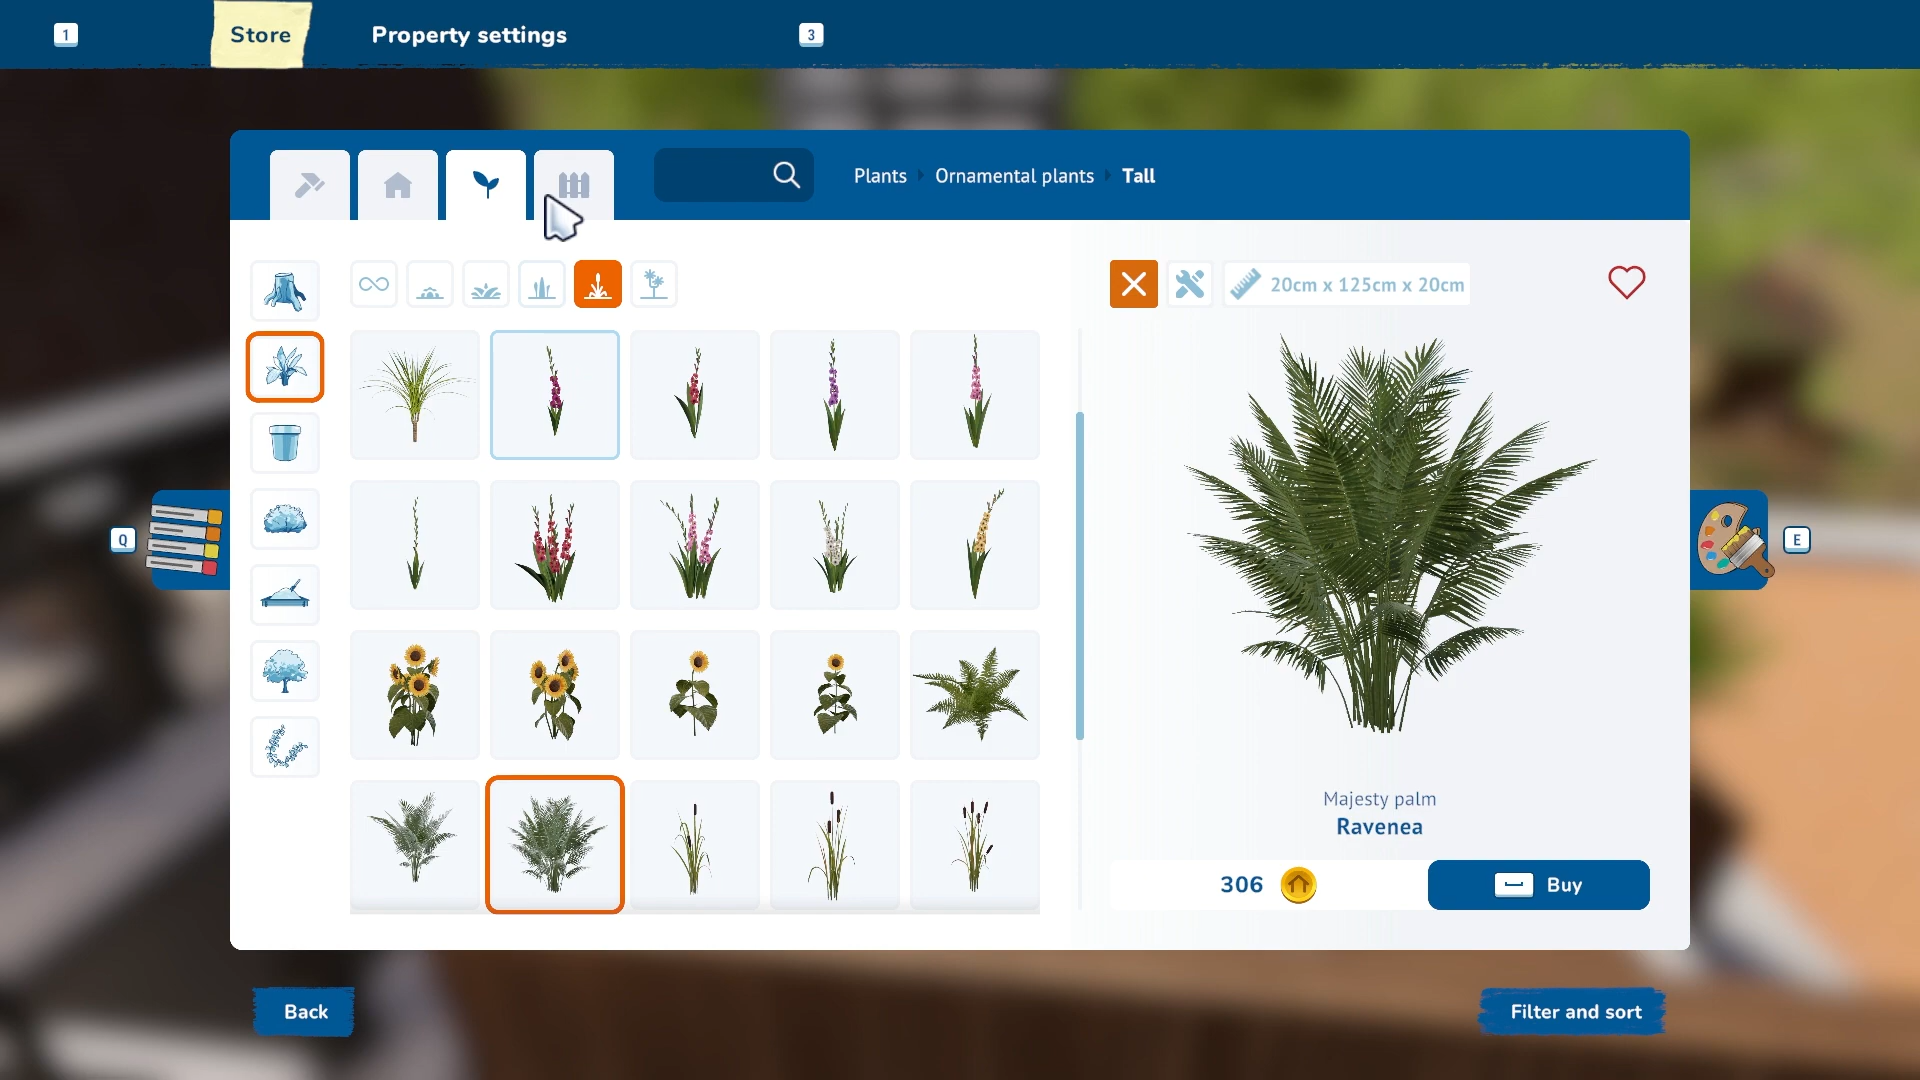 1
Store
Property settings
3
Plants
Ornamental plants
Tall
20cm x 125cm x 20cm
Q
E
Majesty palm
Ravenea
306
Buy
Back
Filter and sort